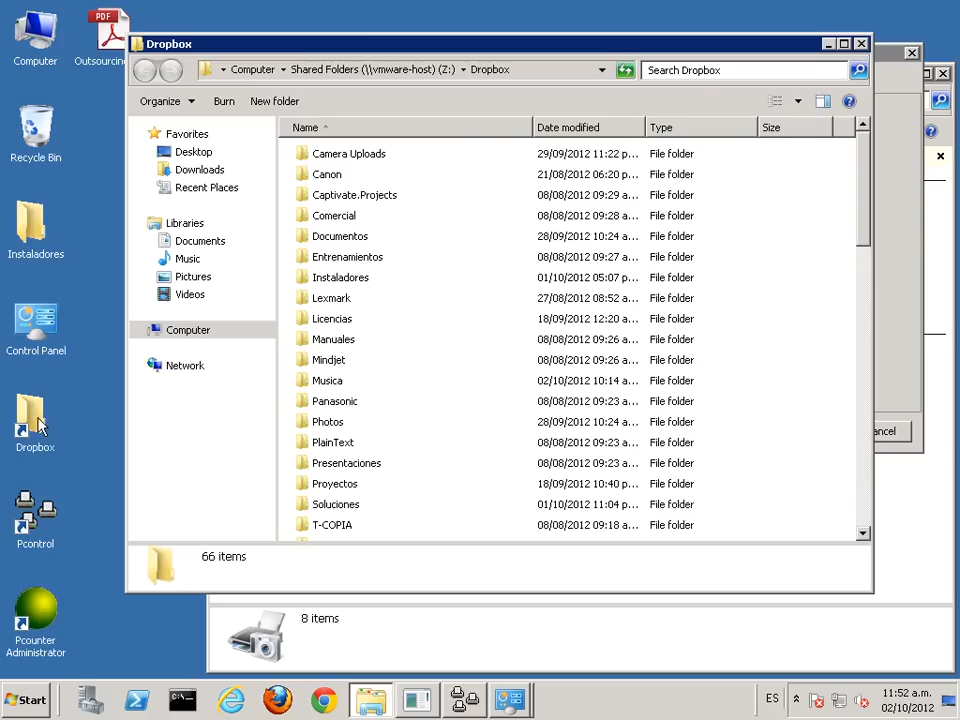 Computer
PDF
Outsourcin
Recycle Bin
Instaladores
Control Panel
Dropbox
Pcontrol
Pcounter
Administrator
Dropbox
Computer
Shared Folders (\\vmware-host) (Z:)
Dropbox
Search Dropbox
Organize
Burn
New folder
Favorites
Desktop
Downloads
Recent Places
Libraries
Documents
Music
Pictures
Videos
Computer
Network
Name Date modified Type Size
Camera Uploads 29/09/2012 11:22 p... File folder
Canon 21/08/2012 06:20 p... File folder
Captivate.Projects 08/08/2012 09:29 a... File folder
Comercial 08/08/2012 09:28 a... File folder
Documentos 28/09/2012 10:24 a... File folder
Entrenamientos 08/08/2012 09:27 a... File folder
Instaladores 01/10/2012 05:07 p... File folder
Lexmark 27/08/2012 08:52 a... File folder
Licencias 18/09/2012 12:20 a... File folder
Manuales 08/08/2012 09:26 a... File folder
Mindjet 08/08/2012 09:26 a... File folder
Musica 02/10/2012 10:14 a... File folder
Panasonic 08/08/2012 09:23 a... File folder
Photos 28/09/2012 10:24 a... File folder
PlainText 08/08/2012 09:23 a... File folder
Presentaciones 08/08/2012 09:23 a... File folder
Proyectos 18/09/2012 10:40 p... File folder
Soluciones 01/10/2012 11:04 p... File folder
T-COPIA 08/08/2012 09:18 a... File folder
66 items
ancel
8 items
Start
ES
11:52 a.m.
02/10/2012